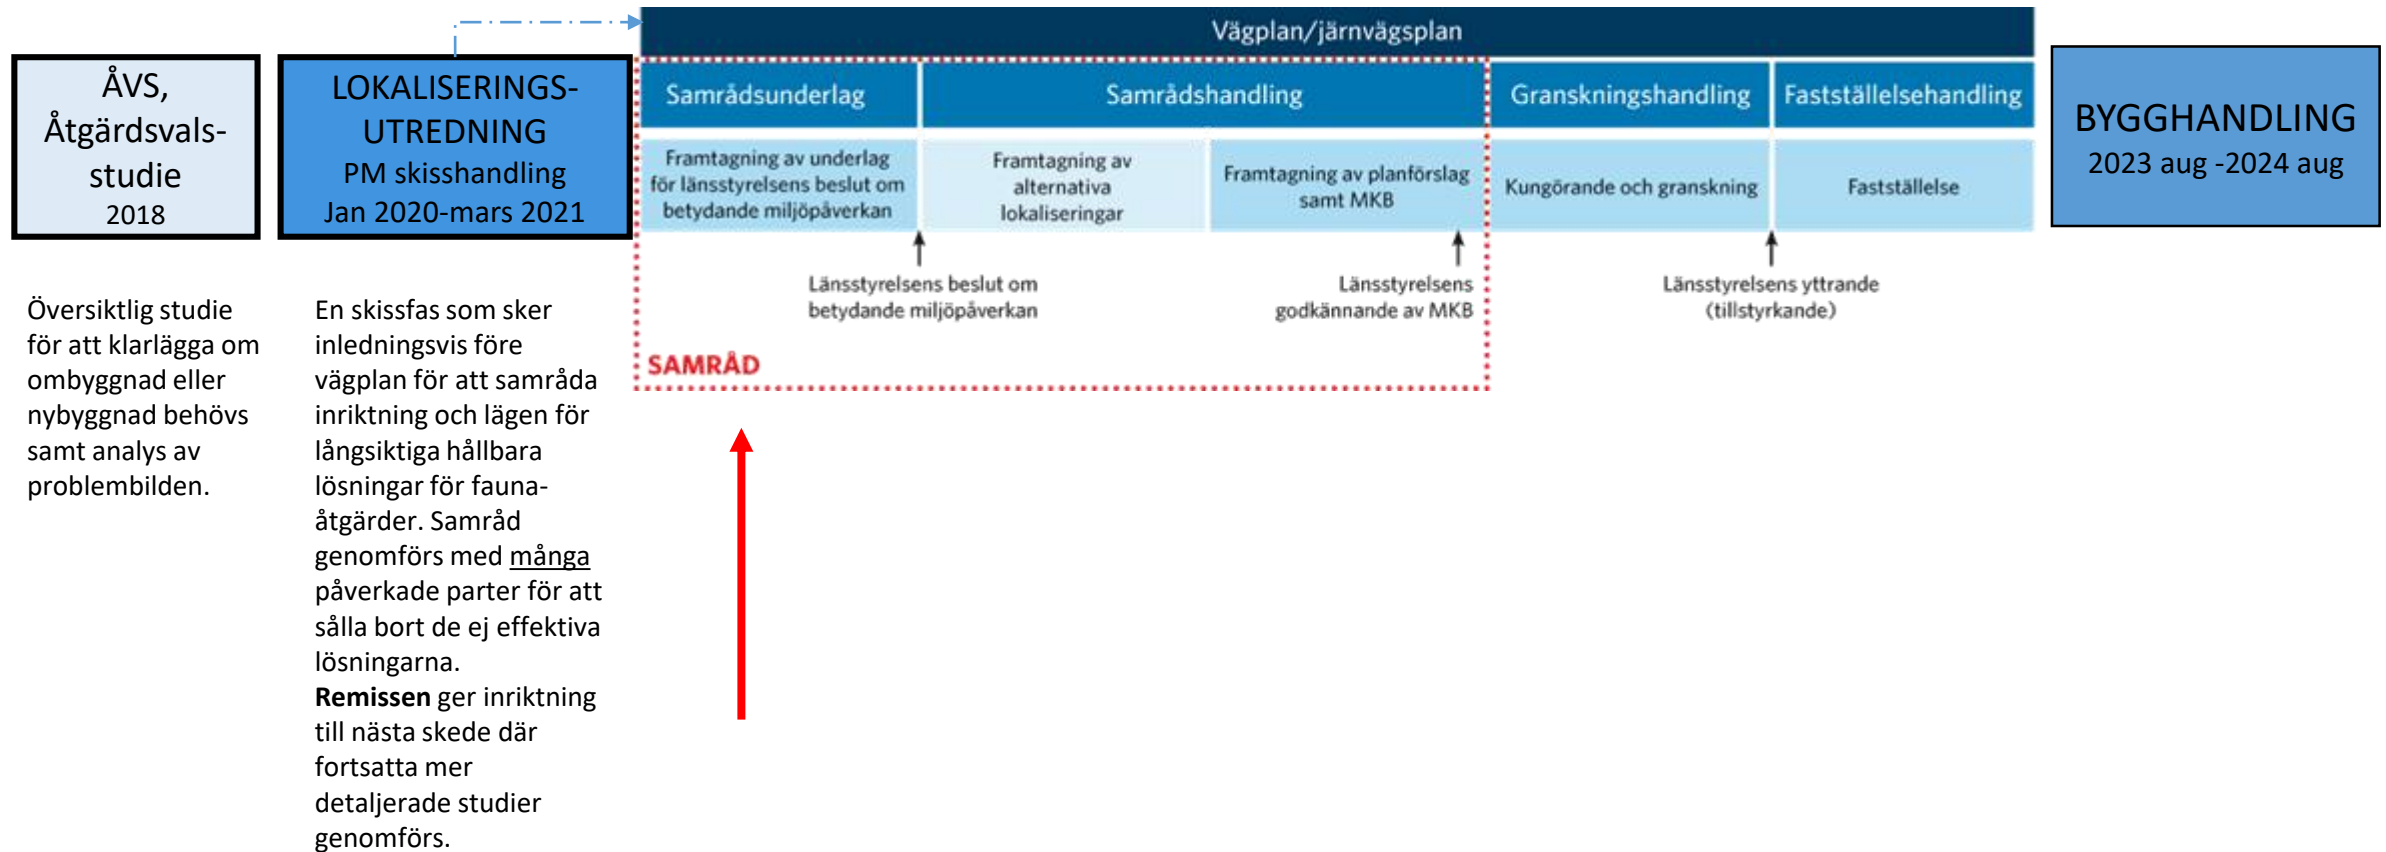 ÅVS,
Åtgärdsvals-
studie
2018
Översiktlig studie
för att klarlägga om
ombyggnad eller
nybyggnad behövs
samt analys av
problembilden.
LOKALISERINGS-
UTREDNING
PM skisshandling
Jan 2020-mars 2021
En skissfas som sker
inledningsvis före
vägplan för att samråda
inriktning och lägen för
långsiktiga hållbara
lösningar för fauna-
åtgärder. Samråd
genomförs med många
påverkade parter för att
sålla bort de ej effektiva
lösningarna.
Remissen ger inriktning
till nästa skede där
fortsatta mer
detaljerade studier
genomförs.
Vägplan/järnvägsplan
Samrådsunderlag
Samrådshandling
Granskningshandling
Fastställelsehandling
Framtagning av underlag
för länsstyrelsens beslut om
betydande miljöpåverkan
Framtagning av
alternativa
lokaliseringar
Framtagning av planförslag
samt MKB
Kungörande och granskning
Fastställelse
Länsstyrelsens beslut om
betydande miljöpåverkan
Länsstyrelsens
godkännande av MKB
Länsstyrelsens yttrande
(tillstyrkande)
SAMRÅD
BYGGHANDLING
2023 aug -2024 aug